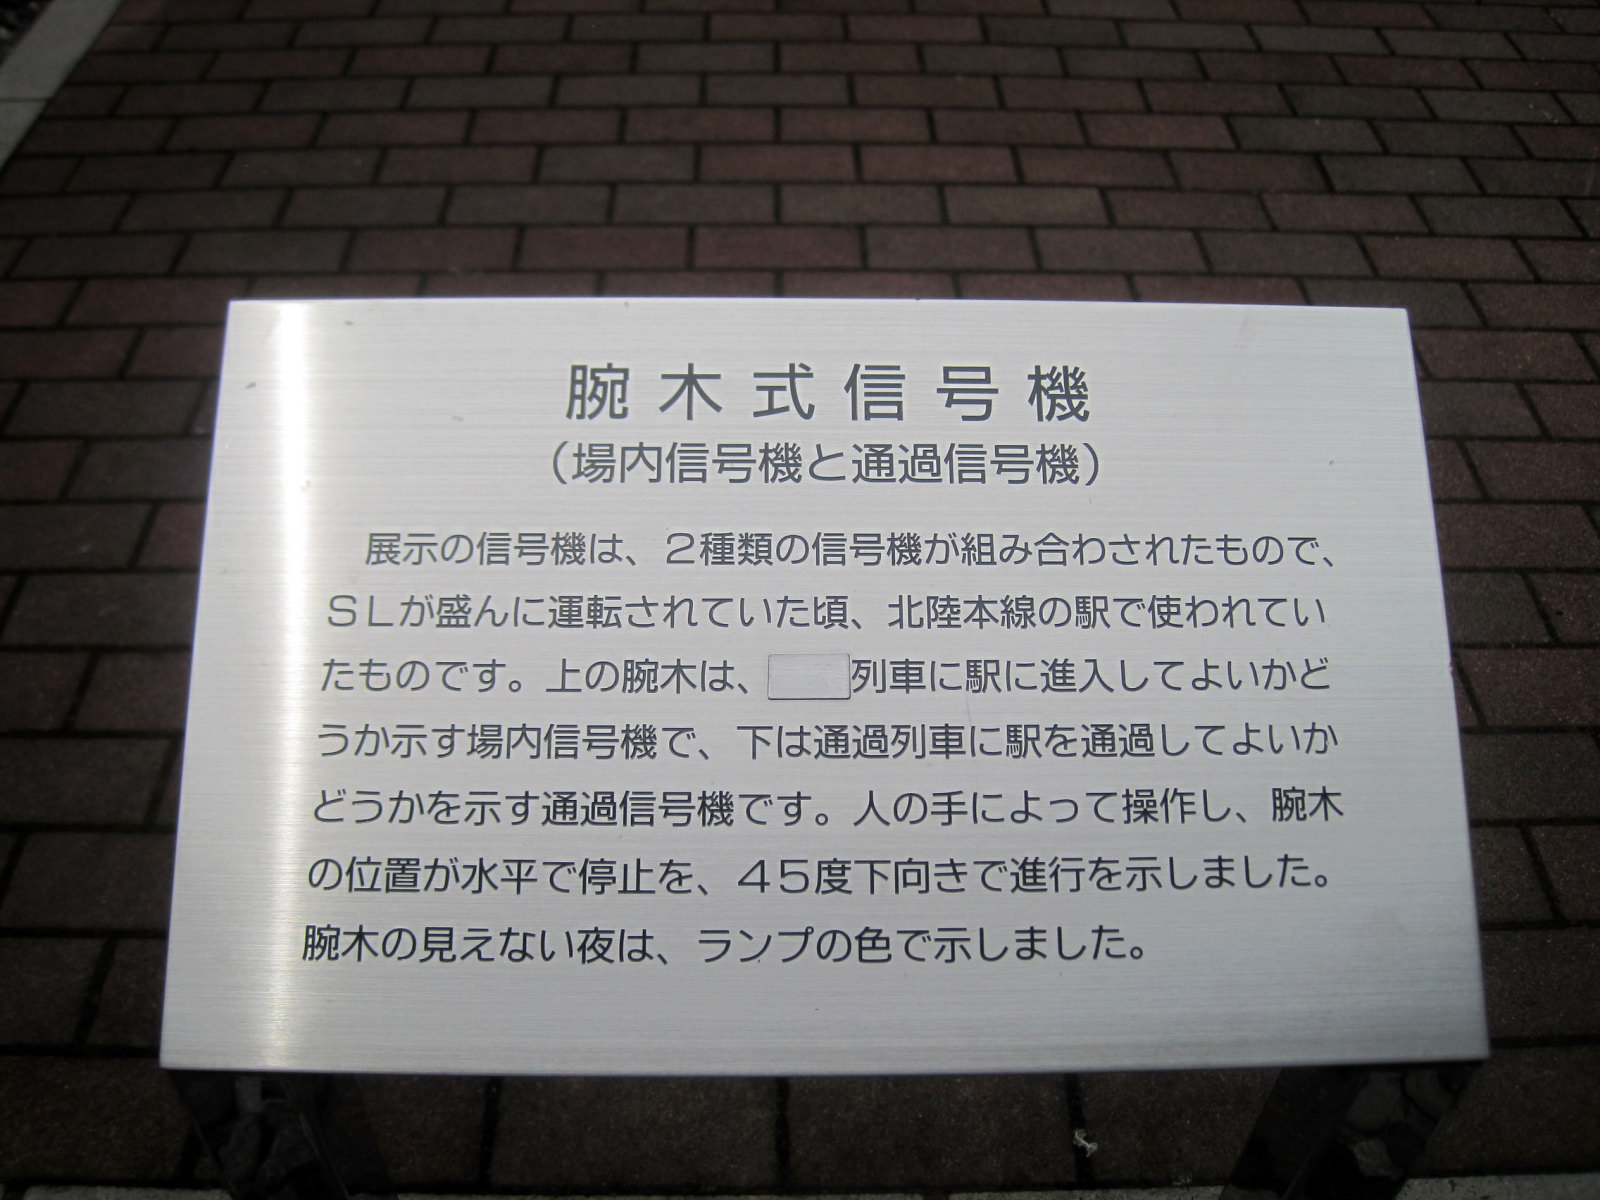 腕木式信号機
（場内信号機と通過信号機）
展示の信号機は、２種類の信号機が組み合わされたもので、
ＳＬが盛んに運転されていた頃、北陸本線の駅で使われてい
たものです。上の腕木は、列車に駅に進入してよいかど
うか示す場内信号機で、下は通過列車に駅を通過してよいか
どうかを示す通過信号機です。人の手によって操作し、腕木
の位置が水平で停止を、４５度下向きで進行を示しました。
腕木の見えない夜は、ランプの色で示しました。